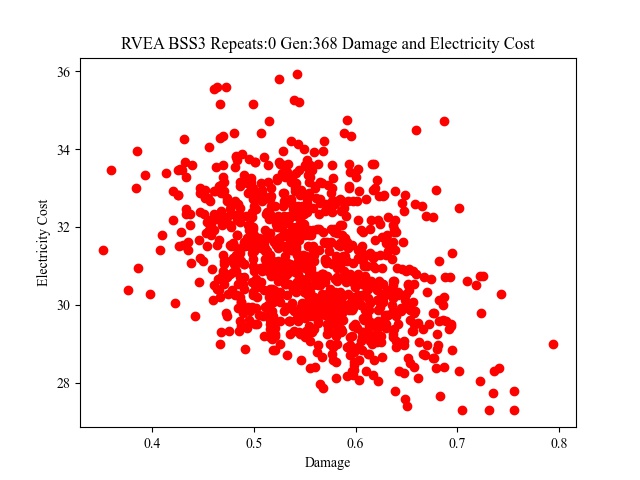 RVEA BSS3 Repeats:0 Gen:368 Damage and Electricity Cost
36
34
32
30
28
Electricity Cost
0.4 0.5 0.6 0.7 0.8
Damage